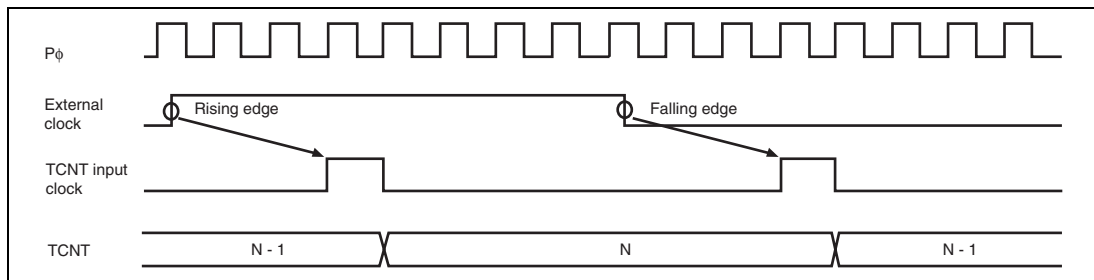 Pϕ
External
clock
Rising edge
Falling edge
TCNT input
clock
TCNT
N - 1
N
N - 1